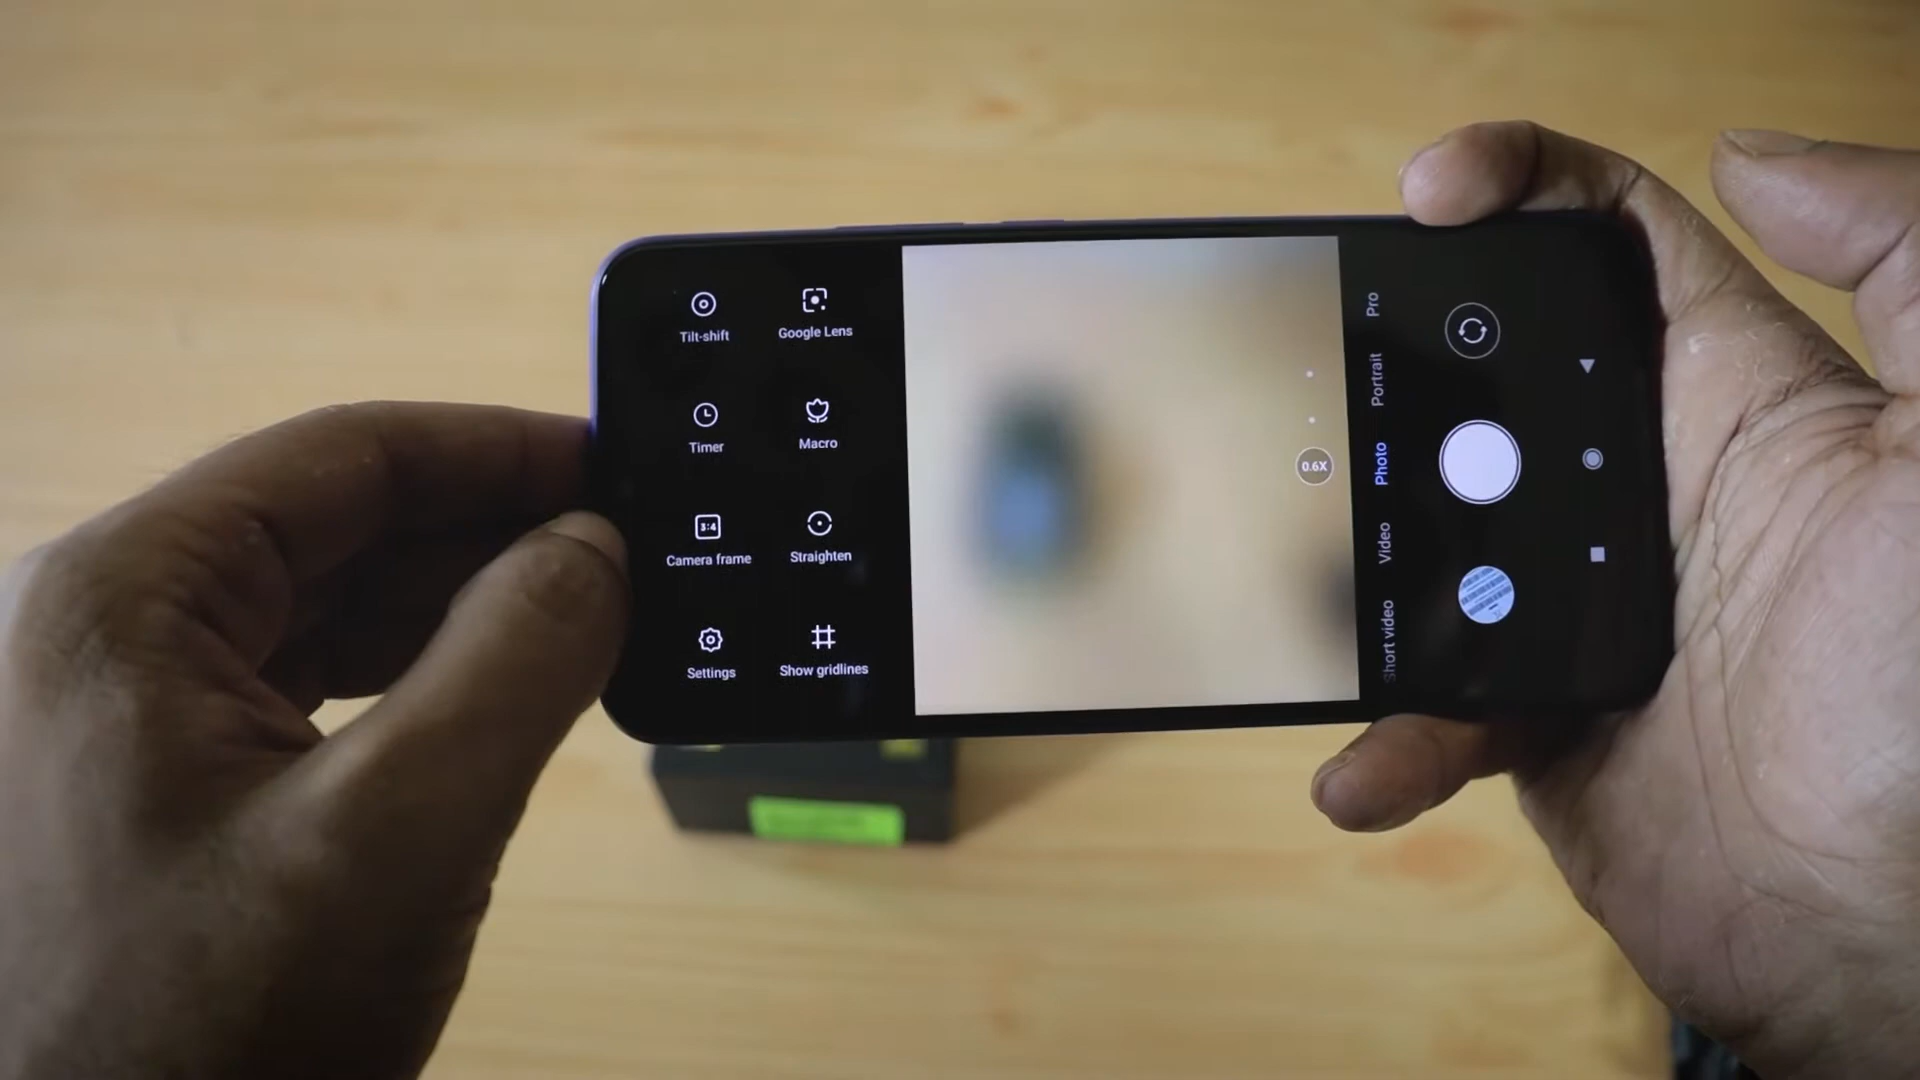 Tilt-shift
Google Lens
Timer
Macro
3:4
Camera frame
Straighten
Settings
Show gridlines
0.6X
Pro
Portrait
Photo
Video
Short video